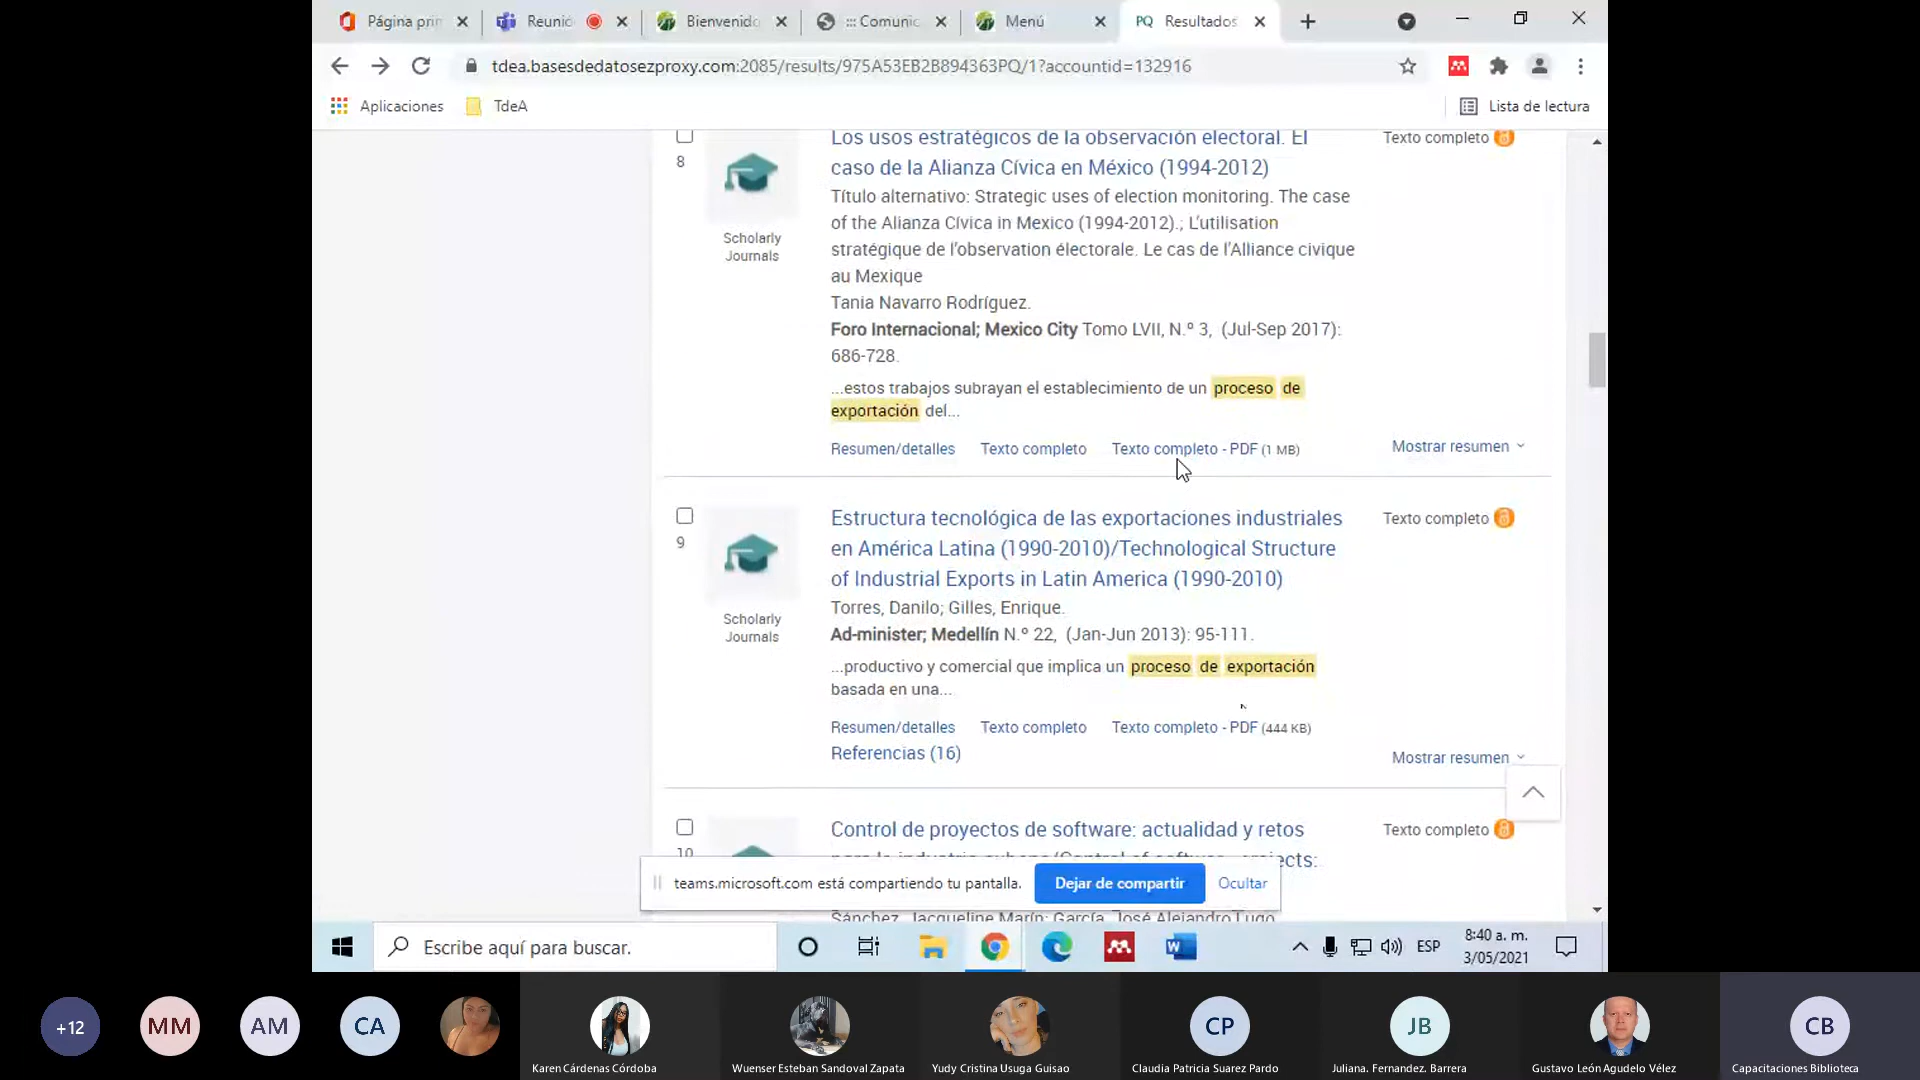 Página prin
Reunió
Bienvenido
::: Comunic
Menú
PQ Resultados
tdea.basesdedatosezproxy.com:2085/results/975A53EB2B894363PQ/1?accountid=132916
Aplicaciones
TdeA
Lista de lectura
8
Scholarly
Journals
Los usos estratégicos de la observación electoral. El
caso de la Alianza Cívica en México (1994-2012)
Texto completo
Título alternativo: Strategic uses of election monitoring. The case
of the Alianza Cívica in Mexico (1994-2012).; L'utilisation
stratégique de l'observation électorale. Le cas de l'Alliance civique
au Mexique
Tania Navarro Rodríguez.
Foro Internacional; Mexico City Tomo LVII, N.º 3, (Jul-Sep 2017):
686-728.
...estos trabajos subrayan el establecimiento de un proceso de
exportación del...
Resumen/detalles Texto completo Texto completo - PDF (1 MB)
Mostrar resumen
9
Scholarly
Journals
Estructura tecnológica de las exportaciones industriales
en América Latina (1990-2010)/Technological Structure
of Industrial Exports in Latin America (1990-2010)
Texto completo
Torres, Danilo; Gilles, Enrique.
Ad-minister; Medellín N.º 22, (Jan-Jun 2013): 95-111.
...productivo y comercial que implica un proceso de exportación
basada en una...
Resumen/detalles Texto completo Texto completo - PDF (444 KB)
Referencias (16)
Mostrar resumen
10
Control de proyectos de software: actualidad y retos
Texto completo
Sánchez, Jacqueline Marín; García, José Alejandro Lugo
teams.microsoft.com está compartiendo tu pantalla.
Dejar de compartir
Ocultar
Escribe aquí para buscar.
ESP
8:40 a. m.
3/05/2021
+12
MM
AM
CA
CP
JB
CB
Karen Cárdenas Córdoba
Wuenser Esteban Sandoval Zapata
Yudy Cristina Usuga Guisao
Claudia Patricia Suarez Pardo
Juliana. Fernandez. Barrera
Gustavo León Agudelo Vélez
Capacitaciones Biblioteca